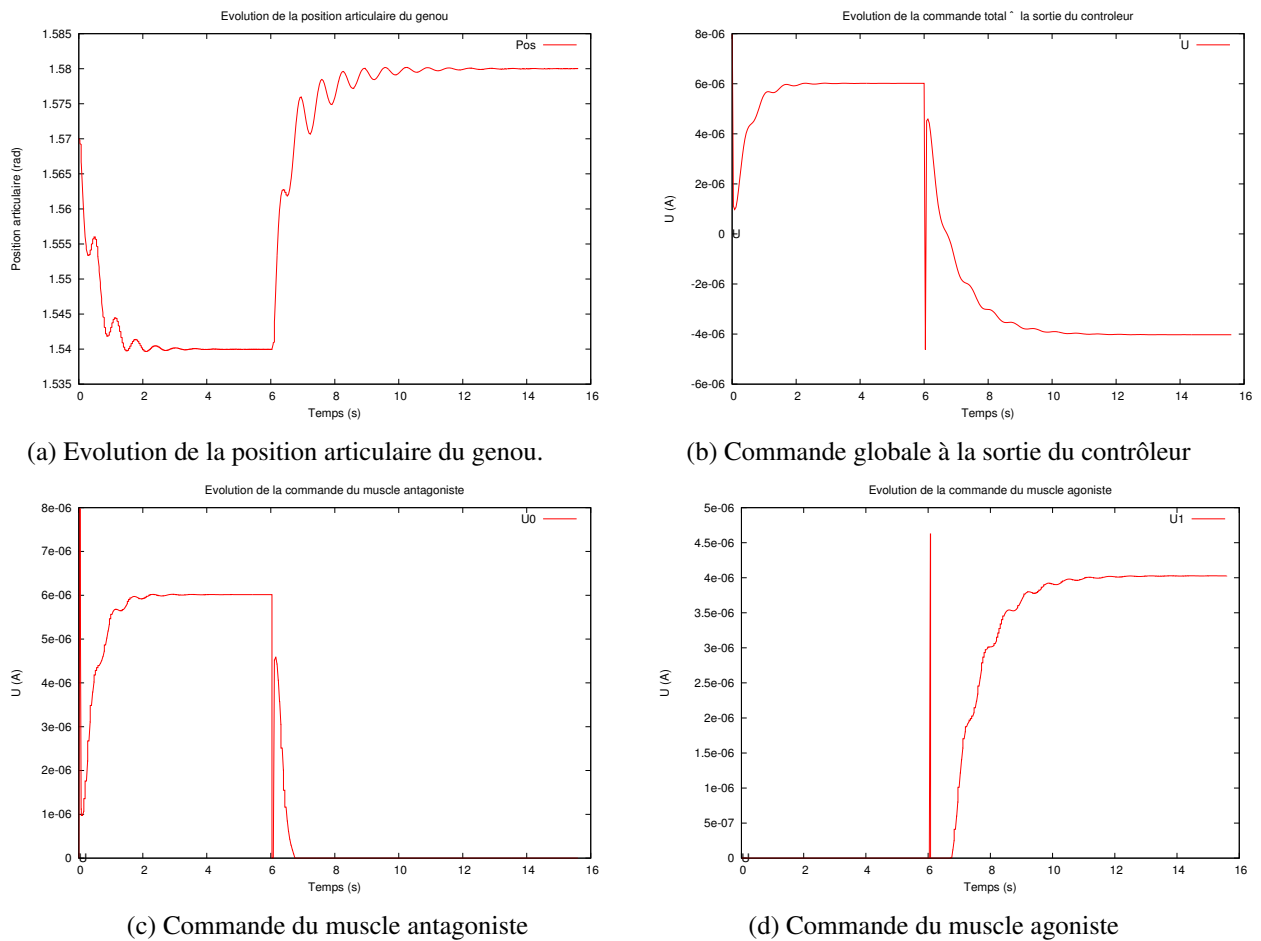 Evolution de la position articulaire du genou
1.585
1.58
1.575
1.57
1.565
1.56
1.555
1.55
1.545
1.54
1.535
Position articulaire (rad)
Pos
0 2 4 6 8 10 12 14 16
Temps (s)
(a) Evolution de la position articulaire du genou.
Evolution de la commande total ˆ la sortie du controleur
8e-06
6e-06
4e-06
2e-06
0
-2e-06
-4e-06
-6e-06
U (A)
U
U
0 2 4 6 8 10 12 14 16
Temps (s)
(b) Commande globale à la sortie du contrôleur
Evolution de la commande du muscle antagoniste
8e-06
7e-06
6e-06
5e-06
4e-06
3e-06
2e-06
1e-06
0
U (A)
U0
U
0 2 4 6 8 10 12 14 16
Temps (s)
(c) Commande du muscle antagoniste
Evolution de la commande du muscle agoniste
5e-06
4.5e-06
4e-06
3.5e-06
3e-06
2.5e-06
2e-06
1.5e-06
1e-06
5e-07
0
U (A)
U1
U
0 2 4 6 8 10 12 14 16
Temps (s)
(d) Commande du muscle agoniste